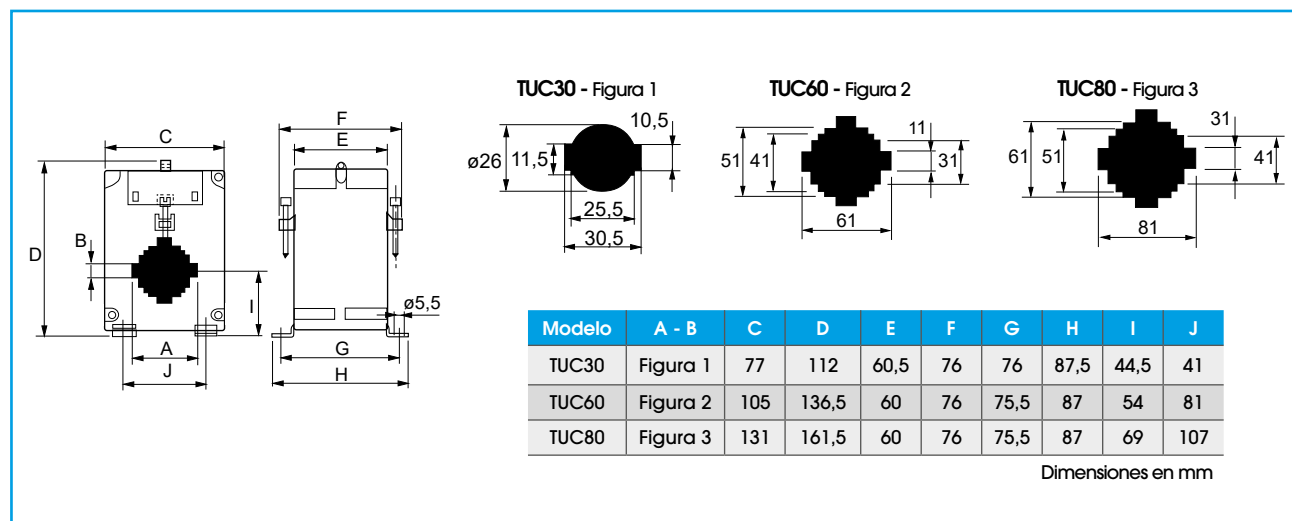 TUC30 - Figura 1
ø26
11,5
10,5
25,5
30,5
TUC60 - Figura 2
51
41
11
31
61
TUC80 - Figura 3
61
51
31
41
81
C
D
B
I
A
J
F
E
ø5,5
G
H
Modelo A - B C D E F G H I J
TUC30 Figura 1 77 112 60,5 76 76 87,5 44,5 41
TUC60 Figura 2 105 136,5 60 76 75,5 87 54 81
TUC80 Figura 3 131 161,5 60 76 75,5 87 69 107
Dimensiones en mm